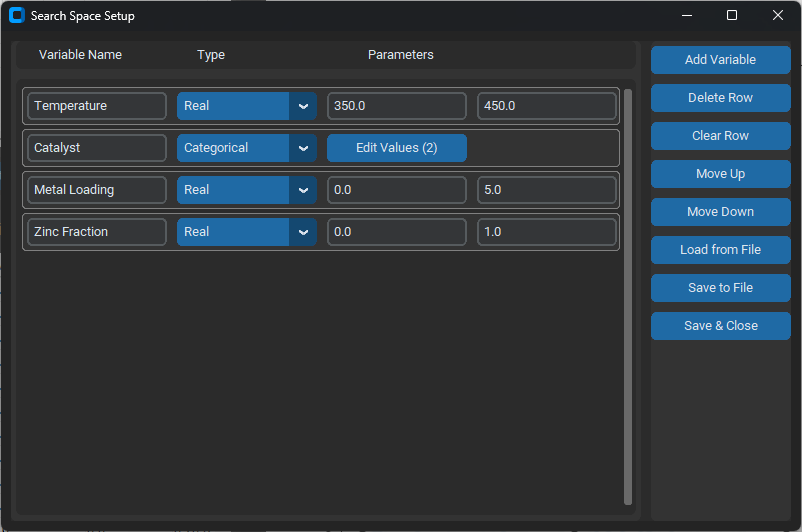 Search Space Setup
Variable Name Type Parameters
Temperature Real 350.0 450.0
Catalyst Categorical Edit Values (2)
Metal Loading Real 0.0 5.0
Zinc Fraction Real 0.0 1.0
Add Variable
Delete Row
Clear Row
Move Up
Move Down
Load from File
Save to File
Save & Close